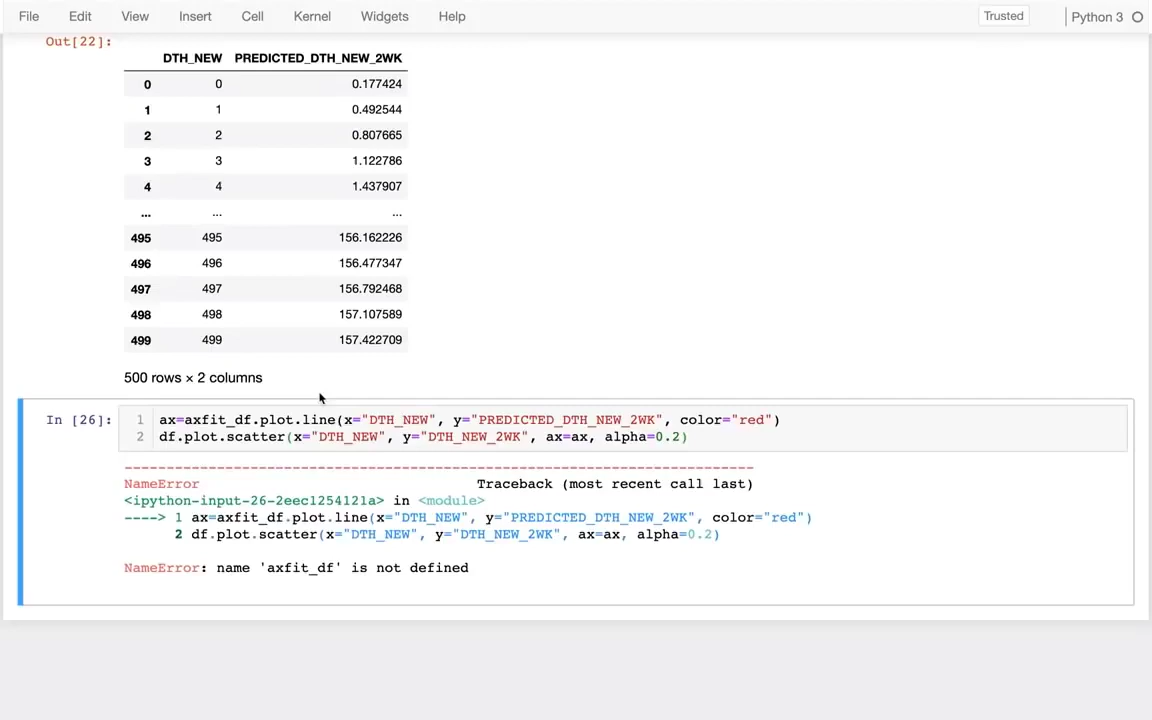 File Edit View Insert Cell Kernel Widgets Help Trusted Python 3
Out[22]:
DTH_NEW PREDICTED_DTH_NEW_2WK
0 0 0.177424
1 1 0.492544
2 2 0.807665
3 3 1.122786
4 4 1.437907
... ... ...
495 495 156.162226
496 496 156.477347
497 497 156.792468
498 498 157.107589
499 499 157.422709
500 rows × 2 columns
In [26]: 1 ax=axfit_df.plot.line(x="DTH_NEW", y="PREDICTED_DTH_NEW_2WK", color="red")
2 df.plot.scatter(x="DTH_NEW", y="DTH_NEW_2WK", ax=ax, alpha=0.2)
---------------------------------------------------------------------------
NameError Traceback (most recent call last)
<ipython-input-26-2eec1254121a> in <module>
----> 1 ax=axfit_df.plot.line(x="DTH_NEW", y="PREDICTED_DTH_NEW_2WK", color="red")
2 df.plot.scatter(x="DTH_NEW", y="DTH_NEW_2WK", ax=ax, alpha=0.2)
NameError: name 'axfit_df' is not defined